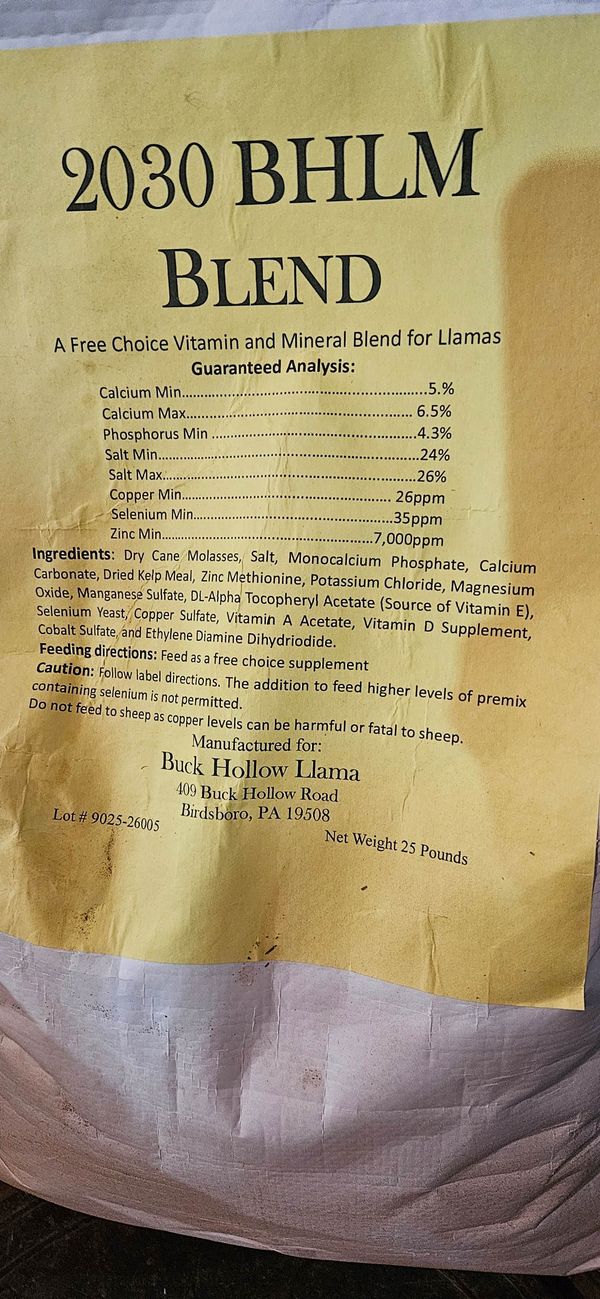 2030 BHLM
BLEND
A Free Choice Vitamin and Mineral Blend for Llamas
Guaranteed Analysis:
Calcium Min..........................................................5.%
Calcium Max....................................................... 6.5%
Phosphorus Min ..................................................4.3%
Salt Min................................................................24%
Salt Max...............................................................26%
Copper Min.................................................... 26ppm
Selenium Min..................................................35ppm
Zinc Min.....................................................7,000ppm
Ingredients: Dry Cane Molasses, Salt, Monocalcium Phosphate, Calcium
Carbonate, Dried Kelp Meal, Zinc Methionine, Potassium Chloride, Magnesium
Oxide, Manganese Sulfate, DL-Alpha Tocopheryl Acetate (Source of Vitamin E),
Selenium Yeast, Copper Sulfate, Vitamin A Acetate, Vitamin D Supplement,
Cobalt Sulfate, and Ethylene Diamine Dihydriodide.
Feeding directions: Feed as a free choice supplement
Caution: Follow label directions. The addition to feed higher levels of premix
containing selenium is not permitted.
Do not feed to sheep as copper levels can be harmful or fatal to sheep.
Manufactured for:
Buck Hollow Llama
409 Buck Hollow Road
Birdsboro, PA 19508
Lot # 9025-26005
Net Weight 25 Pounds